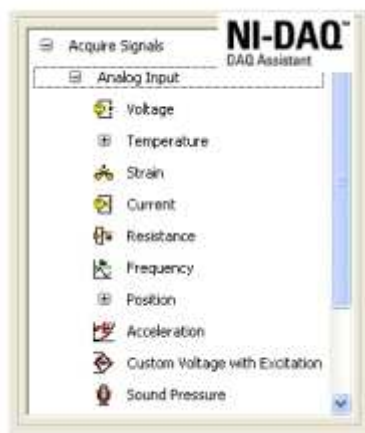 NI-DAQ™
DAQ Assistant
Acquire Signals
Analog Input
Voltage
Temperature
Strain
Current
Resistance
Frequency
Position
Acceleration
Custom Voltage with Excitation
Sound Pressure